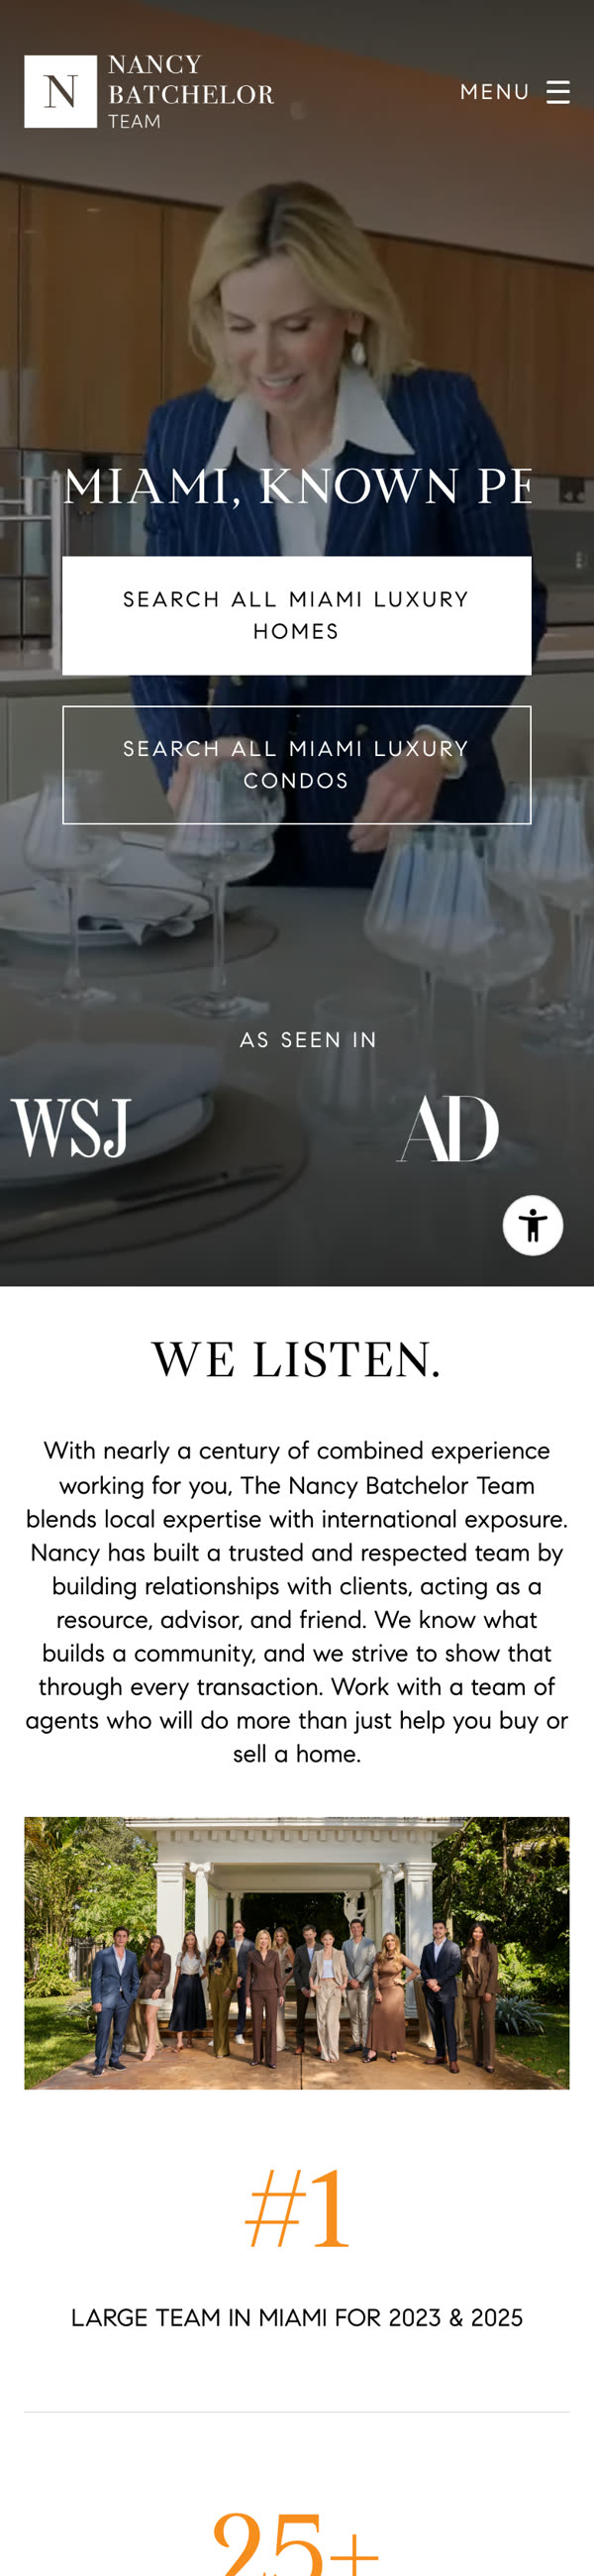 N
NANCY
BATCHELOR
TEAM
MENU
MIAMI, KNOWN PE
SEARCH ALL MIAMI LUXURY
HOMES
SEARCH ALL MIAMI LUXURY
CONDOS
AS SEEN IN
WSJ
AD
WE LISTEN.
With nearly a century of combined experience
working for you, The Nancy Batchelor Team
blends local expertise with international exposure.
Nancy has built a trusted and respected team by
building relationships with clients, acting as a
resource, advisor, and friend. We know what
builds a community, and we strive to show that
through every transaction. Work with a team of
agents who will do more than just help you buy or
sell a home.
#1
LARGE TEAM IN MIAMI FOR 2023 & 2025
25+